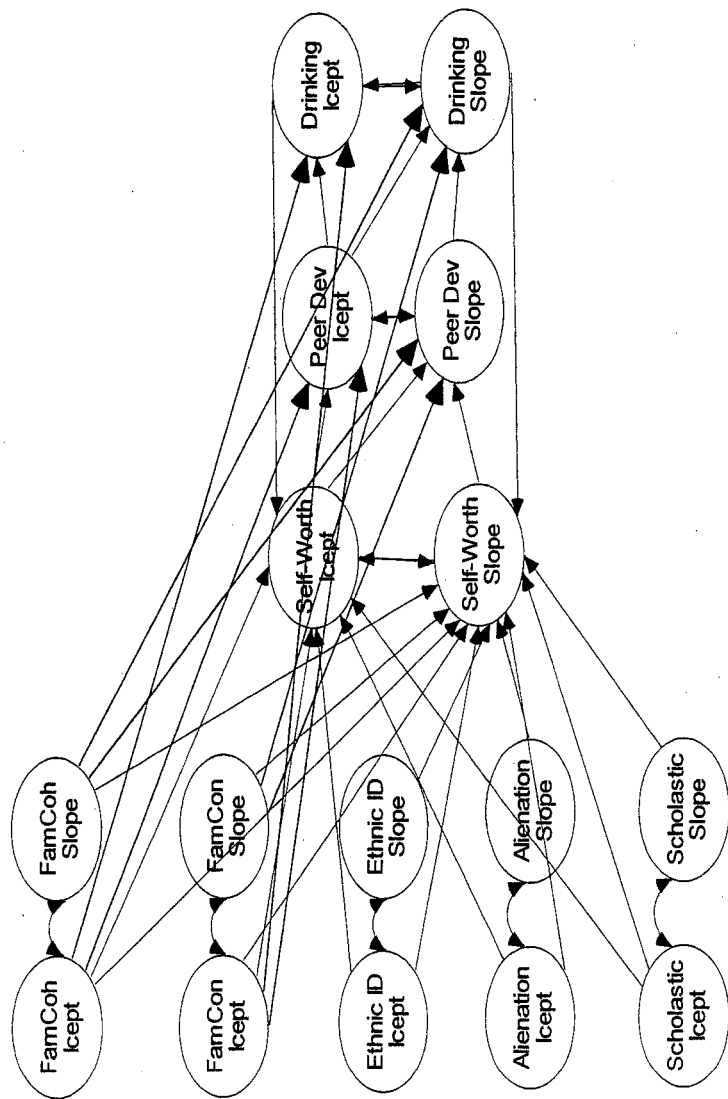 FamCoh
Icept
FamCoh
Slope
FamCon
Icept
FamCon
Slope
Ethnic ID
Icept
Ethnic ID
Slope
Alienation
Icept
Alienation
Slope
Scholastic
Icept
Scholastic
Slope
Self-Worth
Icept
Self-Worth
Slope
Peer Dev
Icept
Peer Dev
Slope
Drinking
Icept
Drinking
Slope